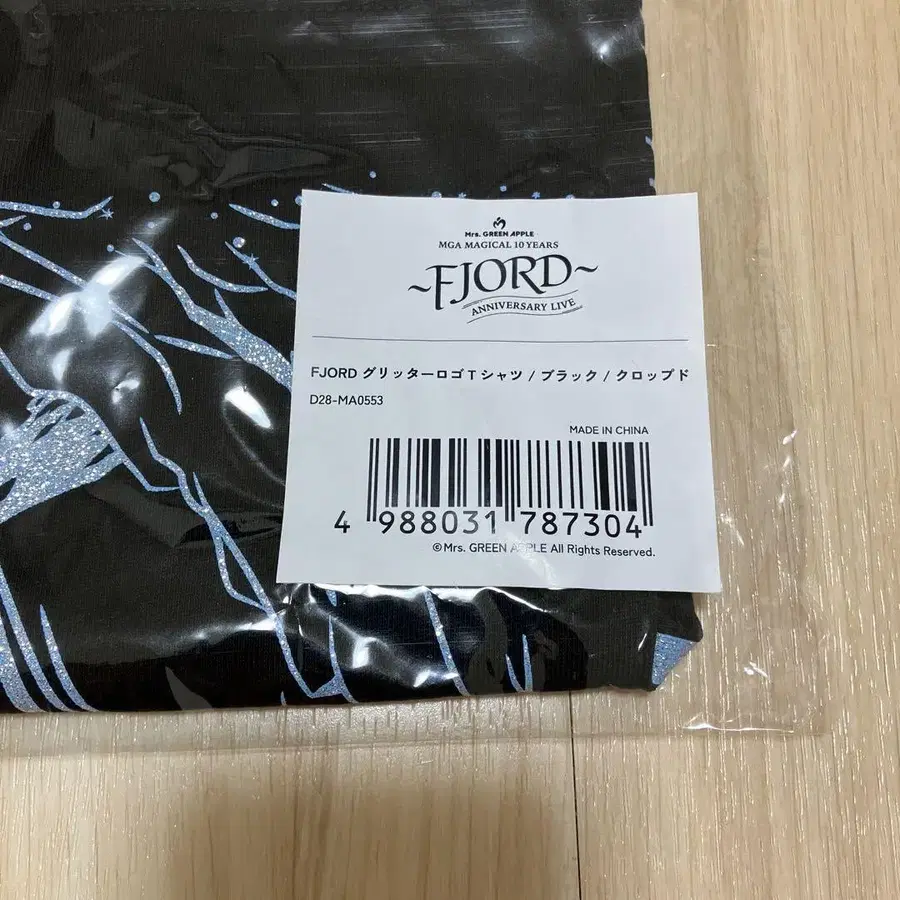 Mrs. GREEN APPLE
MGA MAGICAL 10 YEARS
~FJORD~
ANNIVERSARY LIVE
FJORD グリッターロゴTシャツ / ブラック / クロップド
D28-MA0553
MADE IN CHINA
4 988031 787304
©Mrs. GREEN APPLE All Rights Reserved.